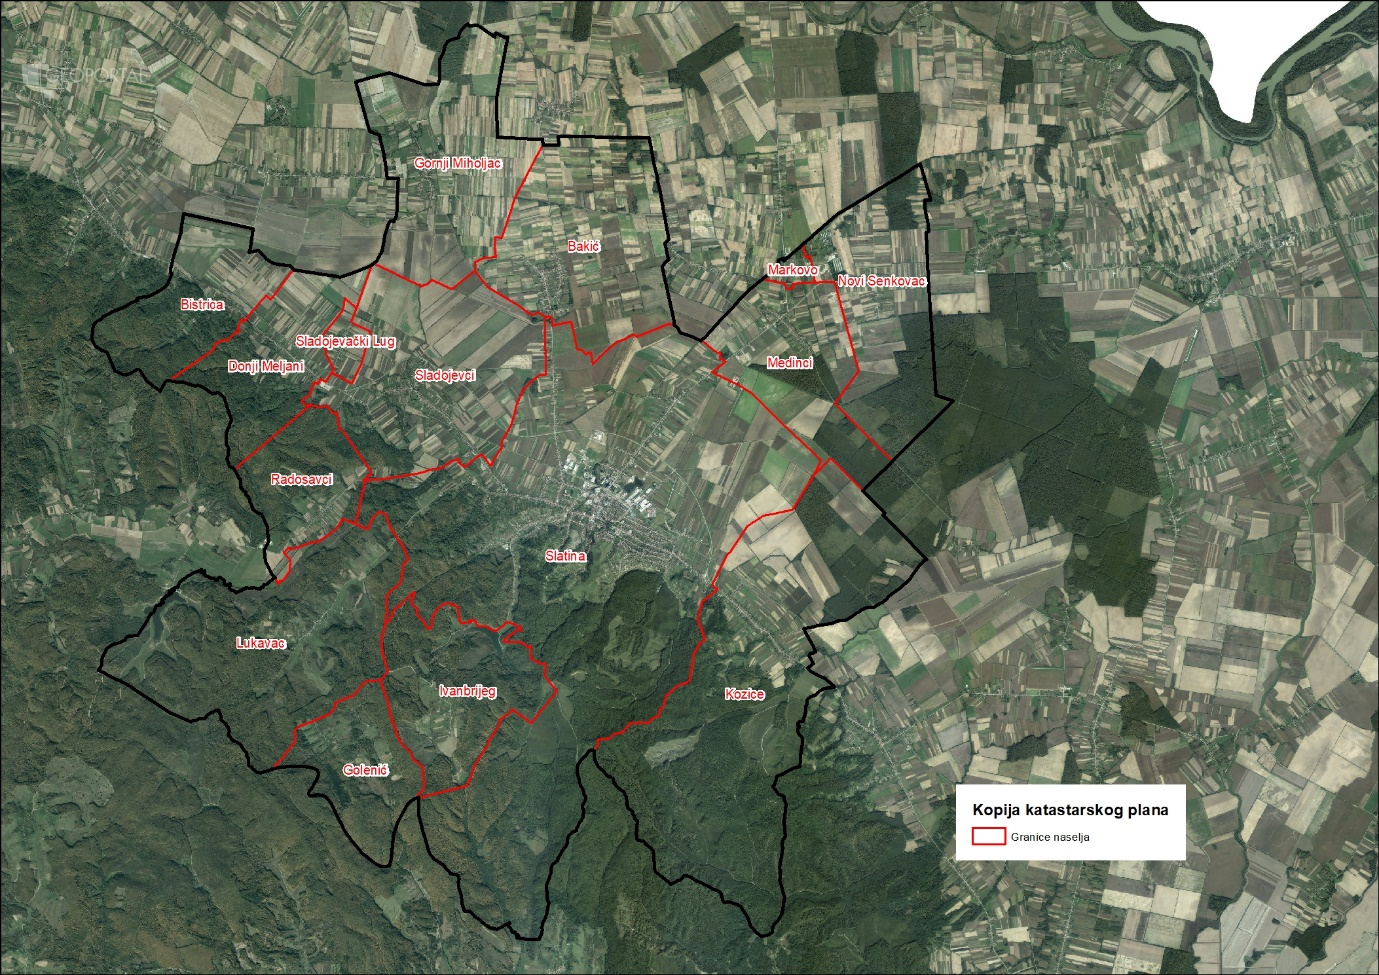 GEOPORTAL
Gornji Miholjac
Bakić
Markovo
Novi Senkovac
Bistrica
Sladojevački Lug
Donji Meljani
Sladojevci
Medinci
Radosavci
Slatina
Lukavac
Ivanbrijeg
Kozice
Golenić
Kopija katastarskog plana
Granice naselja